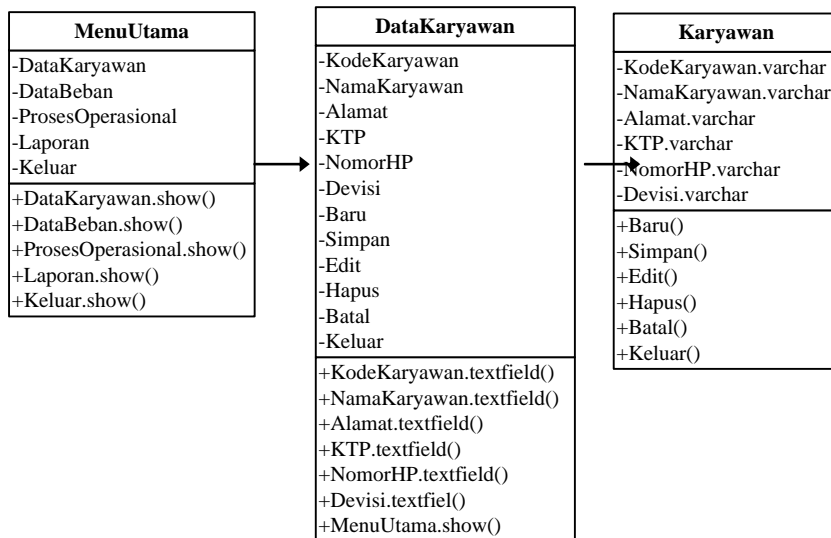 MenuUtama
-DataKaryawan
-DataBeban
-ProsesOperasional
-Laporan
-Keluar
+DataKaryawan.show()
+DataBeban.show()
+ProsesOperasional.show()
+Laporan.show()
+Keluar.show()
DataKaryawan
-KodeKaryawan
-NamaKaryawan
-Alamat
-KTP
-NomorHP
-Devisi
-Baru
-Simpan
-Edit
-Hapus
-Batal
-Keluar
+KodeKaryawan.textfield()
+NamaKaryawan.textfield()
+Alamat.textfield()
+KTP.textfield()
+NomorHP.textfield()
+Devisi.textfiel()
+MenuUtama.show()
Karyawan
-KodeKaryawan.varchar
-NamaKaryawan.varchar
-Alamat.varchar
-KTP.varchar
-NomorHP.varchar
-Devisi.varchar
+Baru()
+Simpan()
+Edit()
+Hapus()
+Batal()
+Keluar()